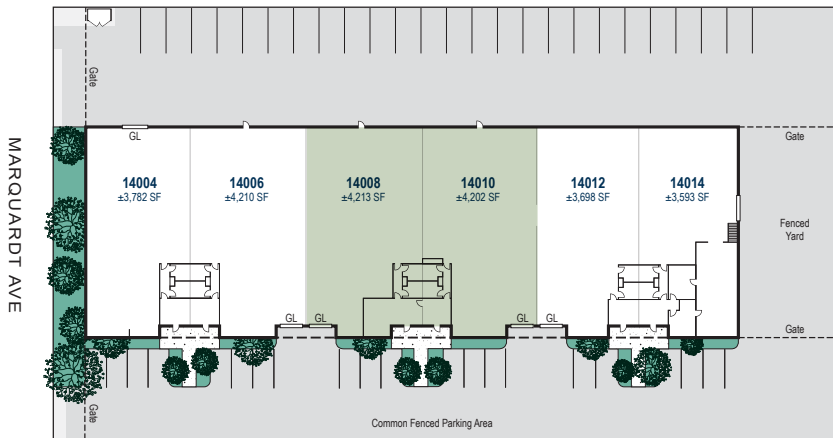 Gate
GL
MARQUARDT AVE
14004
±3,782 SF
14006
±4,210 SF
14008
±4,213 SF
14010
±4,202 SF
14012
±3,698 SF
14014
±3,593 SF
Gate
Fenced
Yard
Gate
GL
GL
GL
GL
Gate
Common Fenced Parking Area